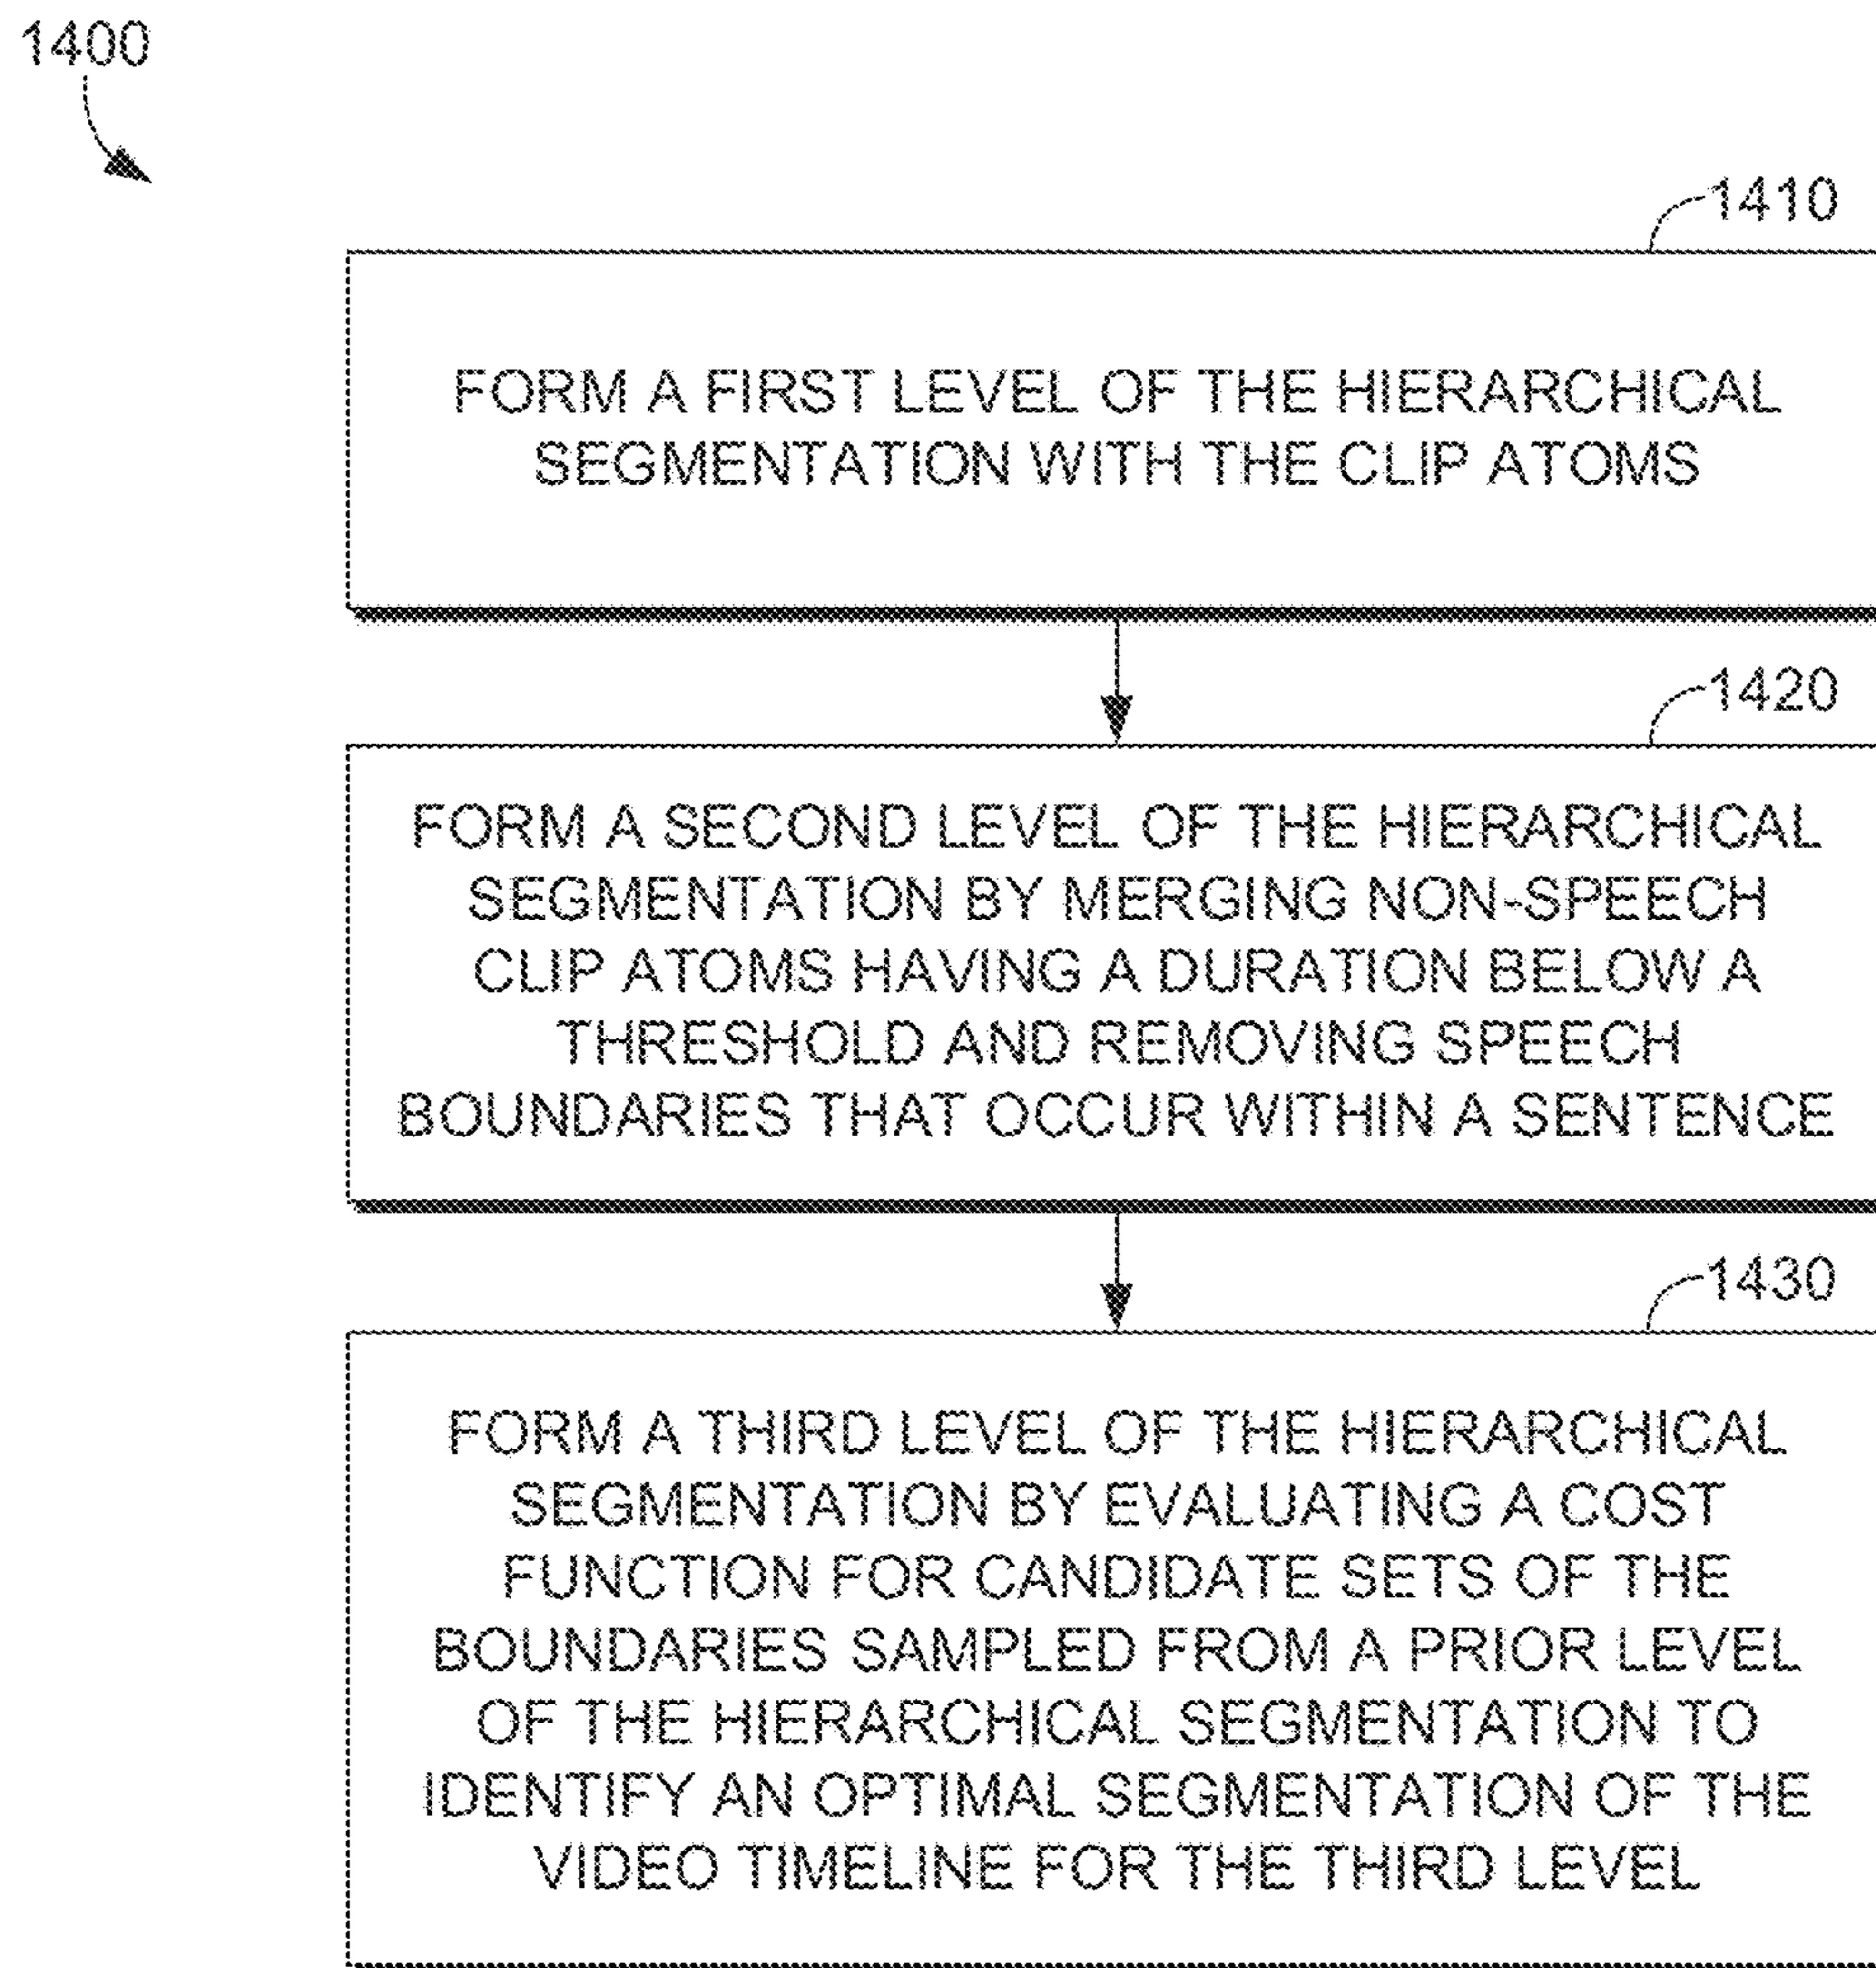 1400
1410
FORM A FIRST LEVEL OF THE HIERARCHICAL
SEGMENTATION WITH THE CLIP ATOMS
1420
FORM A SECOND LEVEL OF THE HIERARCHICAL
SEGMENTATION BY MERGING NON-SPEECH
CLIP ATOMS HAVING A DURATION BELOW A
THRESHOLD AND REMOVING SPEECH
BOUNDARIES THAT OCCUR WITHIN A SENTENCE
1430
FORM A THIRD LEVEL OF THE HIERARCHICAL
SEGMENTATION BY EVALUATING A COST
FUNCTION FOR CANDIDATE SETS OF THE
BOUNDARIES SAMPLED FROM A PRIOR LEVEL
OF THE HIERARCHICAL SEGMENTATION TO
IDENTIFY AN OPTIMAL SEGMENTATION OF THE
VIDEO TIMELINE FOR THE THIRD LEVEL